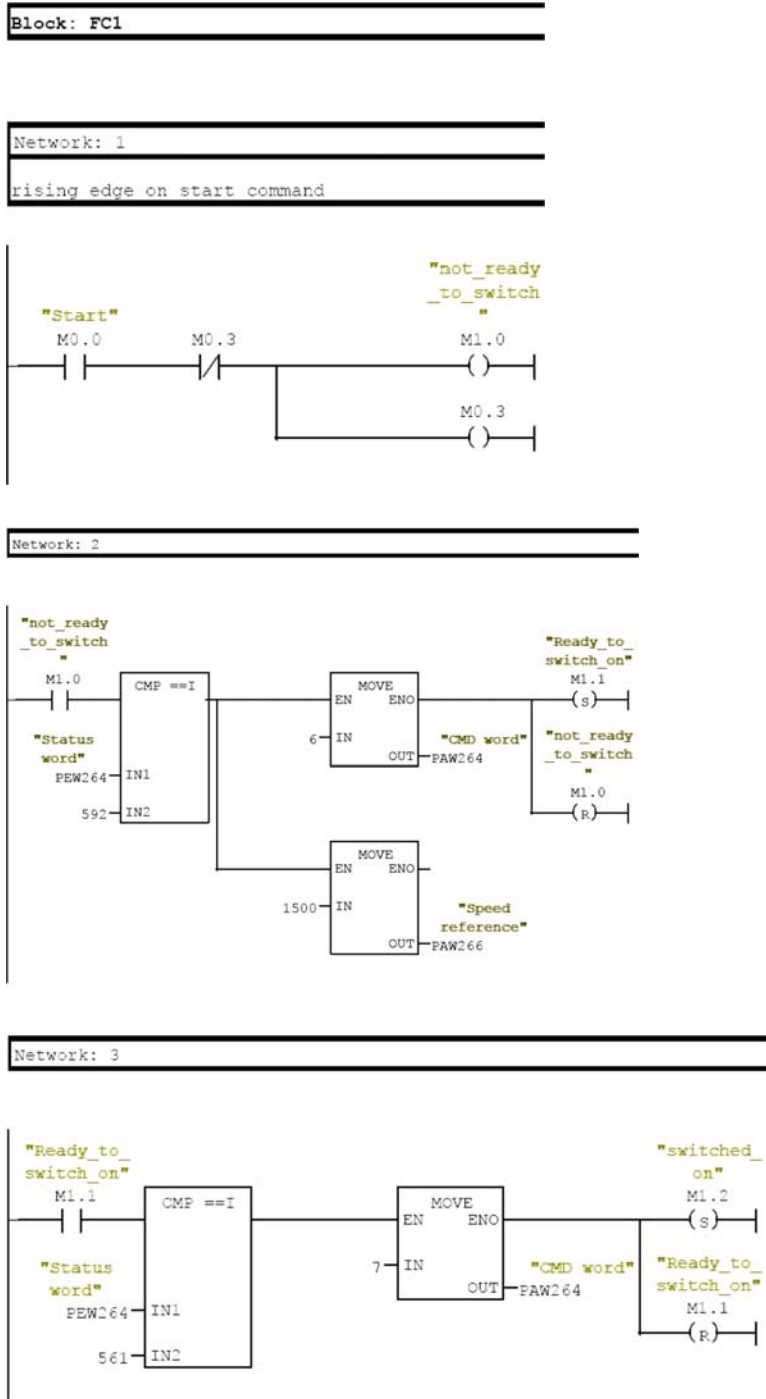 Block: FC1
Network: 1
rising edge on start command
"not_ready
_to_switch
"
"Start"
M0.0
M0.3
M1.0
M0.3
Network: 2
"not_ready
_to_switch
"
M1.0
CMP ==I
"Status
word"
PEW264
IN1
592
IN2
MOVE
EN
ENO
6
IN
"CMD word"
OUT
PAW264
"Ready_to_
switch_on"
M1.1
S
"not_ready
_to_switch
"
M1.0
R
MOVE
EN
ENO
1500
IN
"Speed
reference"
OUT
PAW266
Network: 3
"Ready_to_
switch_on"
M1.1
CMP ==I
"Status
word"
PEW264
IN1
561
IN2
MOVE
EN
ENO
7
IN
"CMD word"
OUT
PAW264
"switched_
on"
M1.2
S
"Ready_to_
switch_on"
M1.1
R